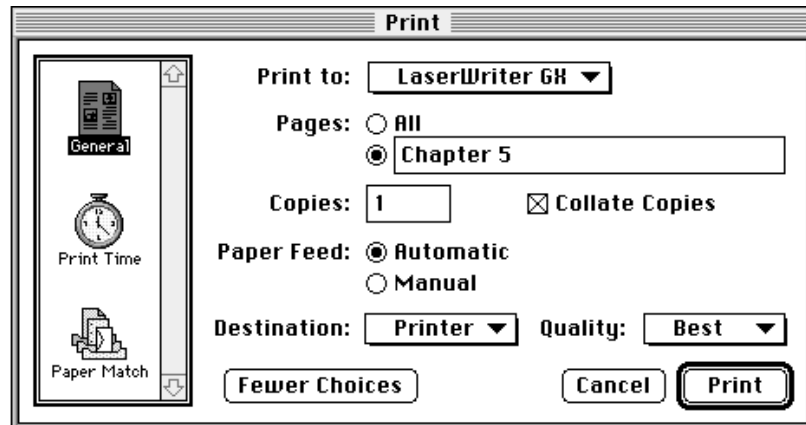 Print
General
Print Time
Paper Match
Print to: LaserWriter GX
Pages: All
Chapter 5
Copies: 1 Collate Copies
Paper Feed: Automatic
Manual
Destination: Printer Quality: Best
Fewer Choices Cancel Print